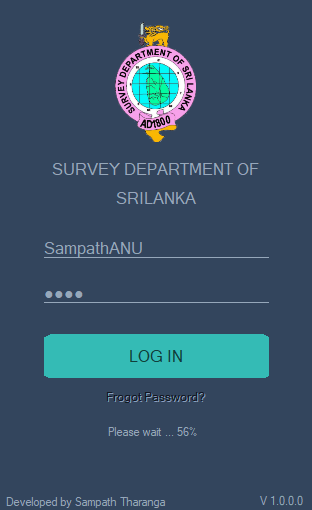 SURVEY DEPARTMENT OF SRI LANKA
AD1800
SURVEY DEPARTMENT OF
SRILANKA
SampathANU
●●●●
LOG IN
Frogot Password?
Please wait ... 56%
Developed by Sampath Tharanga
V 1.0.0.0